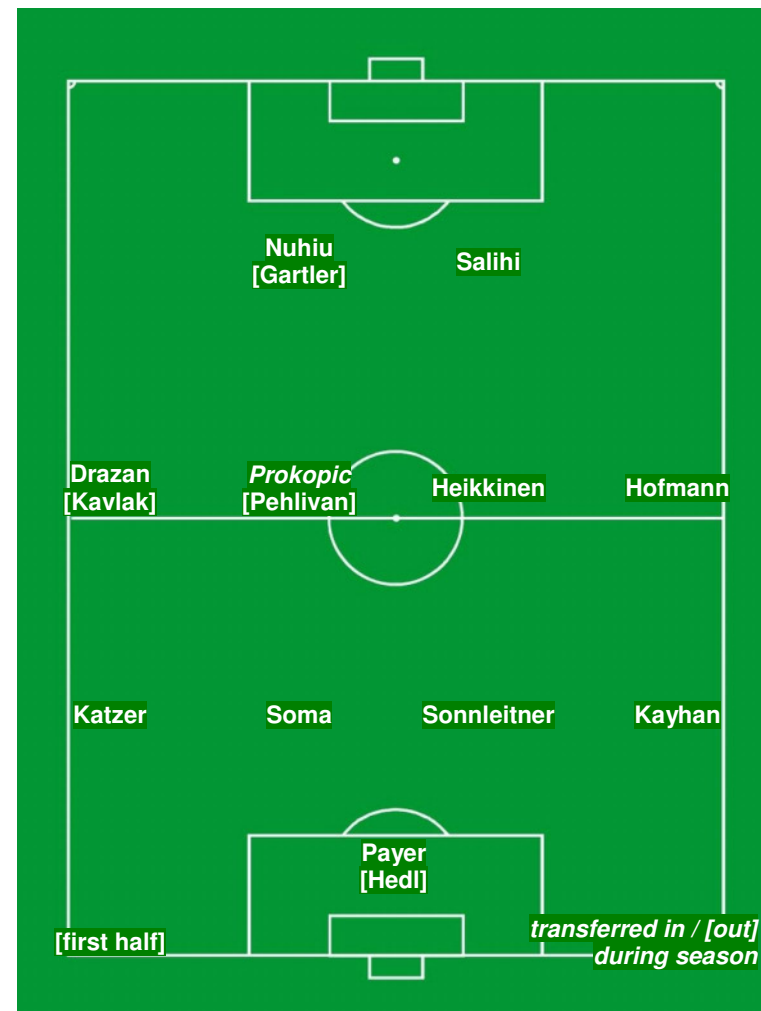 Nuhiu
[Gartler]
Salihi
Drazan
[Kavlak]
Prokopic
[Pehlivan]
Heikkinen
Hofmann
Katzer
Soma
Sonnleitner
Kayhan
Payer
[Hedl]
[first half]
transferred in / [out]
during season